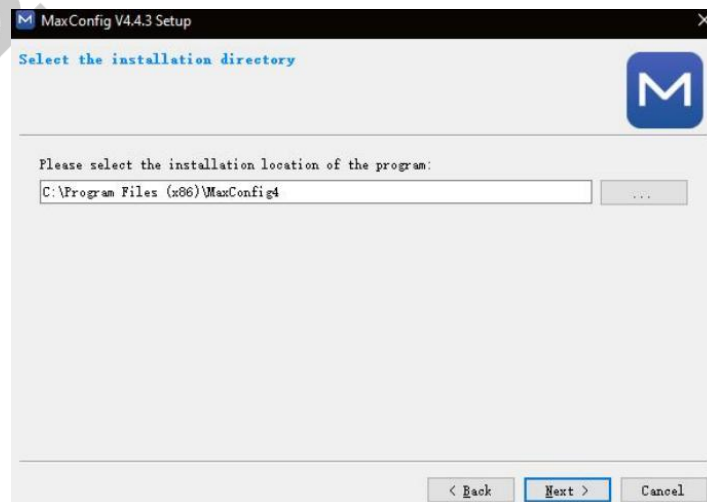 MaxConfig V4.4.3 Setup
Select the installation directory
Please select the installation location of the program:
C:\Program Files (x86)\MaxConfig4
...
< Back
Next >
Cancel